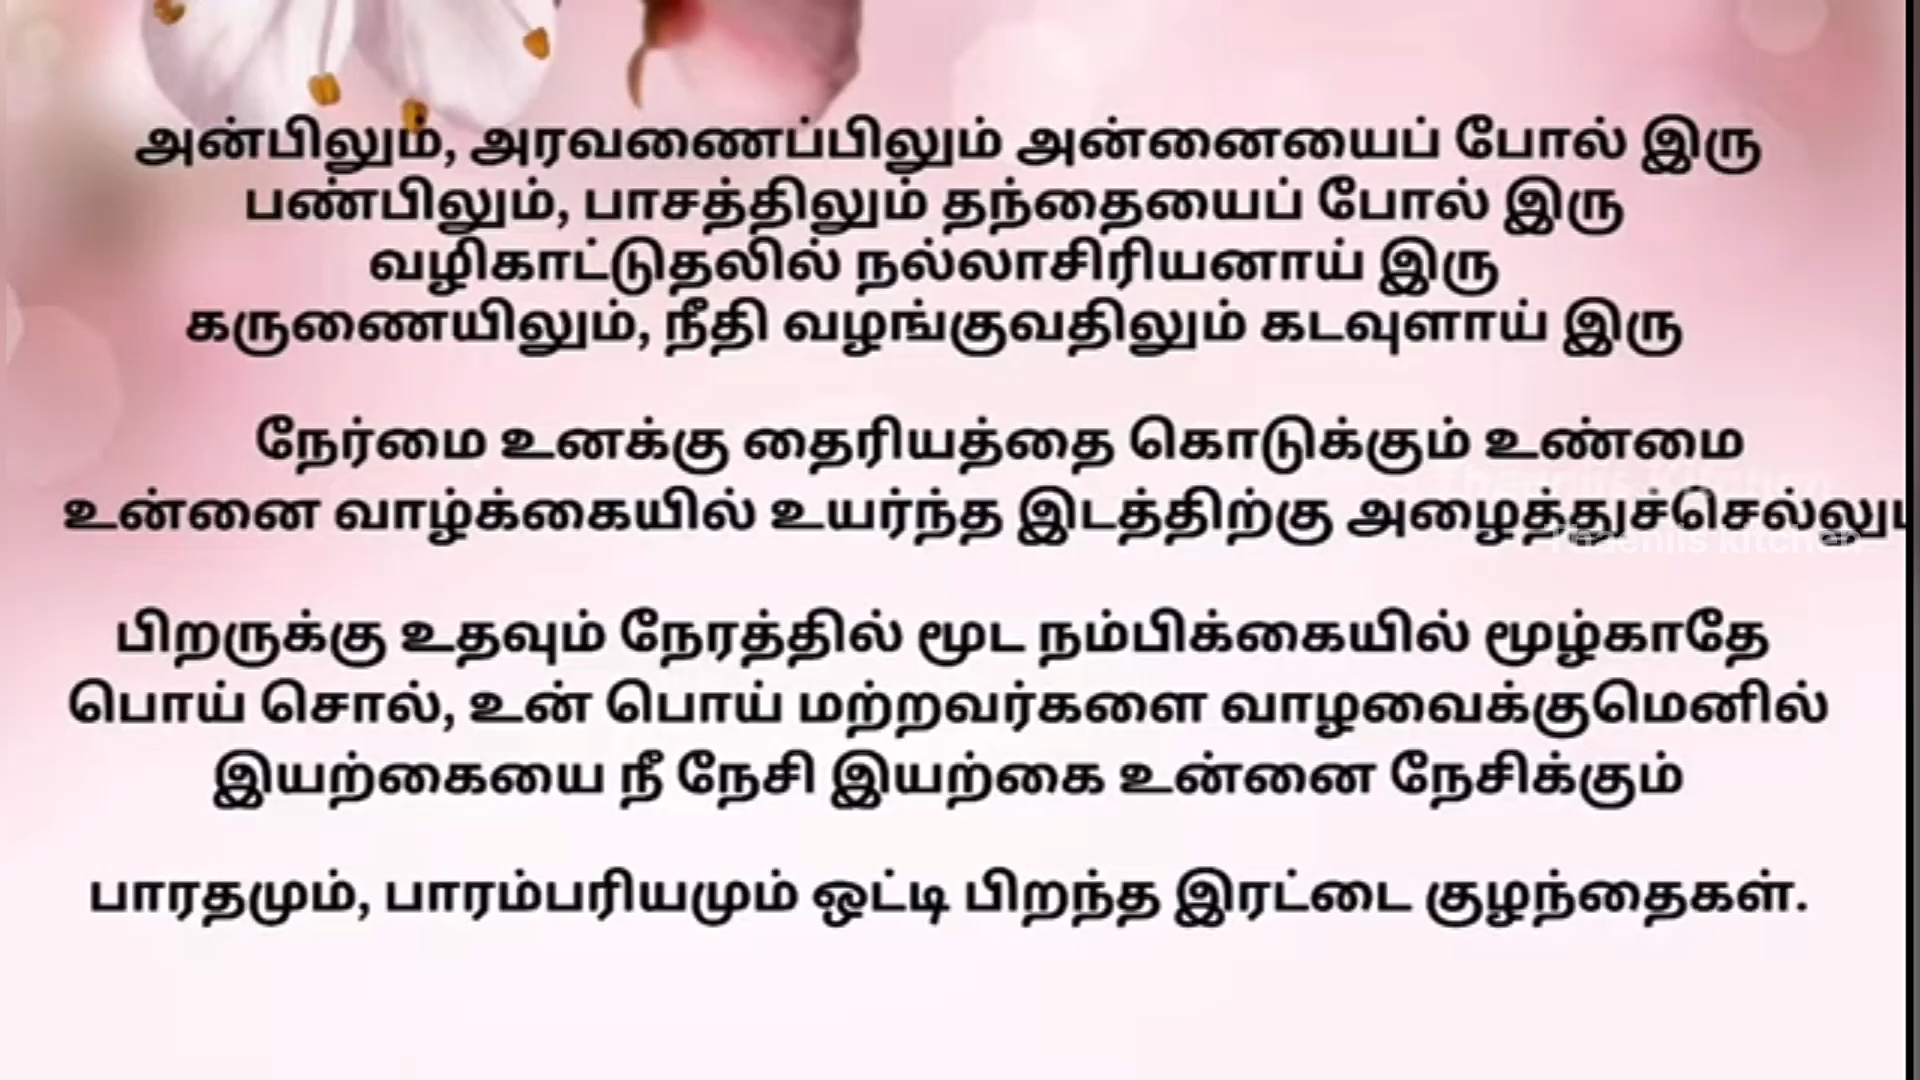 அன்பிலும், அரவணைப்பிலும் அன்னையைப் போல் இரு
பண்பிலும், பாசத்திலும் தந்தையைப் போல் இரு
வழிகாட்டுதலில் நல்லாசிரியனாய் இரு
கருணையிலும், நீதி வழங்குவதிலும் கடவுளாய் இரு
நேர்மை உனக்கு தைரியத்தை கொடுக்கும் உண்மை
உன்னை வாழ்க்கையில் உயர்ந்த இடத்திற்கு
பிறருக்கு உதவும் நேரத்தில் மூட நம்பிக்கையில் மூழ்காதே
பொய் சொல், உன் பொய் மற்றவர்களை வாழவைக்குமெனில்
இயற்கையை நீ நேசி இயற்கை உன்னை நேசிக்கும்
பாரதமும், பாரம்பரியமும் ஒட்டி பிறந்த இரட்டை குழந்தைகள்.